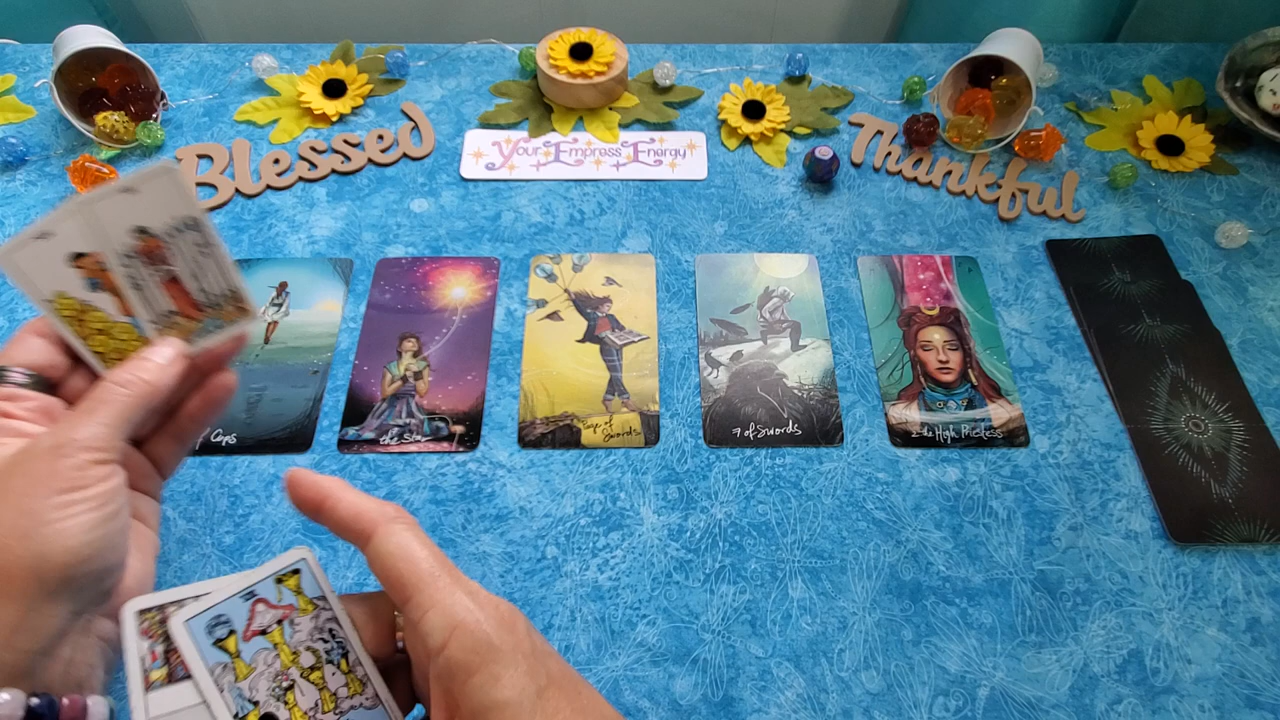 Blessed
Your Empress Energy
Thankful
Cups
the Star
Page of
Swords
7 of Swords
2 the High Priestess